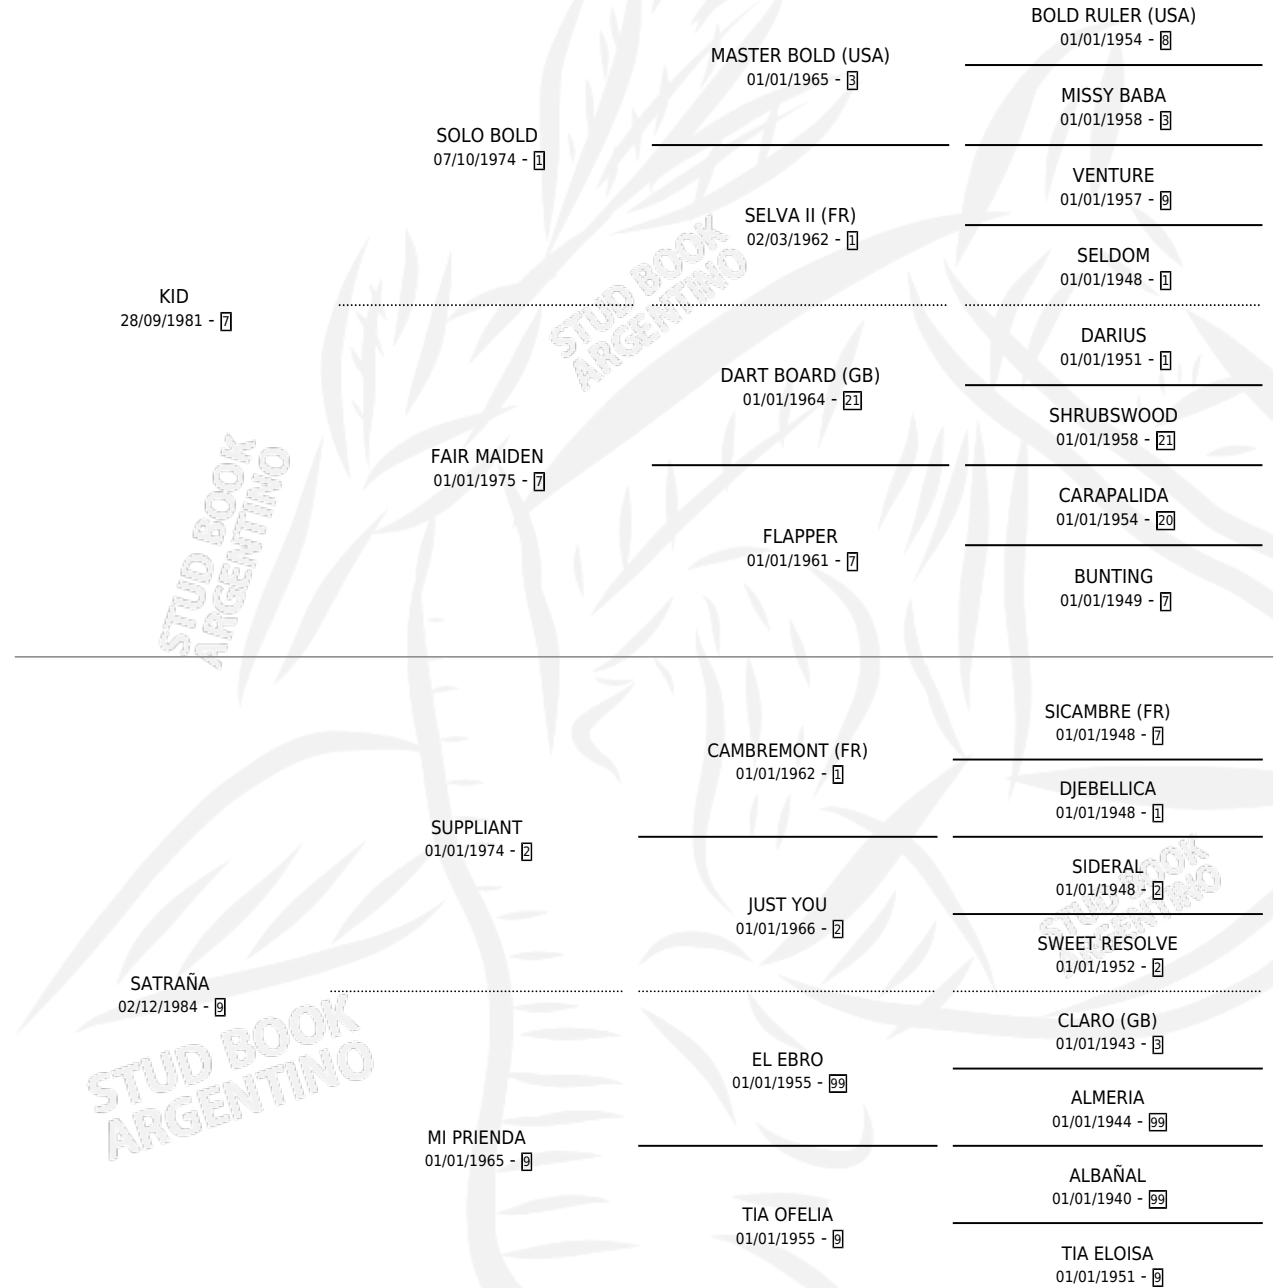 BOLD RULER (USA)
01/01/1954 - 8
MASTER BOLD (USA)
01/01/1965 - 3
MISSY BABA
01/01/1958 - 3
SOLO BOLD
07/10/1974 - 1
VENTURE
01/01/1957 - 9
SELVA II (FR)
02/03/1962 - 1
SELDOM
01/01/1948 - 1
KID
28/09/1981 - 7
DARIUS
01/01/1951 - 1
DART BOARD (GB)
01/01/1964 - 21
SHRUBSWOOD
01/01/1958 - 21
FAIR MAIDEN
01/01/1975 - 7
CARAPALIDA
01/01/1954 - 20
FLAPPER
01/01/1961 - 7
BUNTING
01/01/1949 - 7
STUD BOOK
ARGENTINO
STUD BOOK
ARGENTINO
SICAMBRE (FR)
01/01/1948 - 7
CAMBREMONT (FR)
01/01/1962 - 1
DJEBELLICA
01/01/1948 - 1
SUPPLIANT
01/01/1974 - 2
SIDERAL
01/01/1948 - 2
JUST YOU
01/01/1966 - 2
SWEET RESOLVE
01/01/1952 - 2
SATRAÑA
02/12/1984 - 9
CLARO (GB)
01/01/1943 - 3
EL EBRO
01/01/1955 - 99
ALMERIA
01/01/1944 - 99
MI PRIENDA
01/01/1965 - 9
ALBAÑAL
01/01/1940 - 99
TIA OFELIA
01/01/1955 - 9
TIA ELOISA
01/01/1951 - 9
STUD BOOK
ARGENTINO
STUD BOOK
ARGENTINO